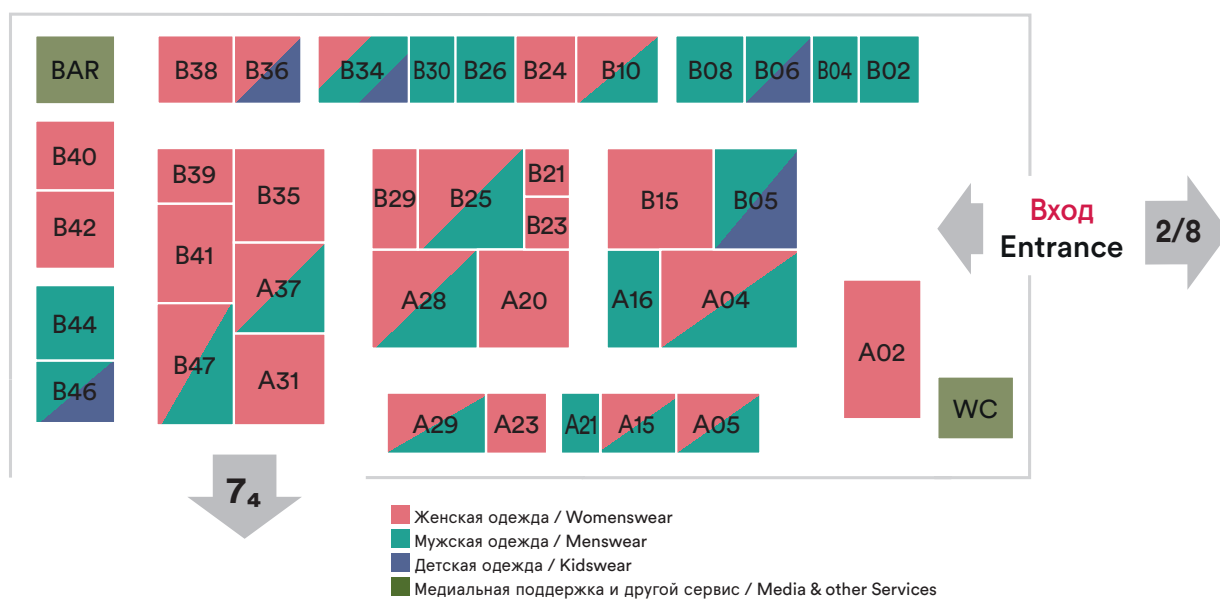 BAR
B38
B36
B34
B30
B26
B24
B10
B08
B06
B04
B02
B40
B42
B39
B35
B41
A37
B47
A31
B29
B25
B21
B23
A28
A20
B15
B05
A16
A04
Вход
Entrance
2/8
B44
B46
A02
WC
A29
A23
A21
A15
A05
7₄
Женская одежда / Womenswear
Мужская одежда / Menswear
Детская одежда / Kidswear
Медиальная поддержка и другой сервис / Media & other Services